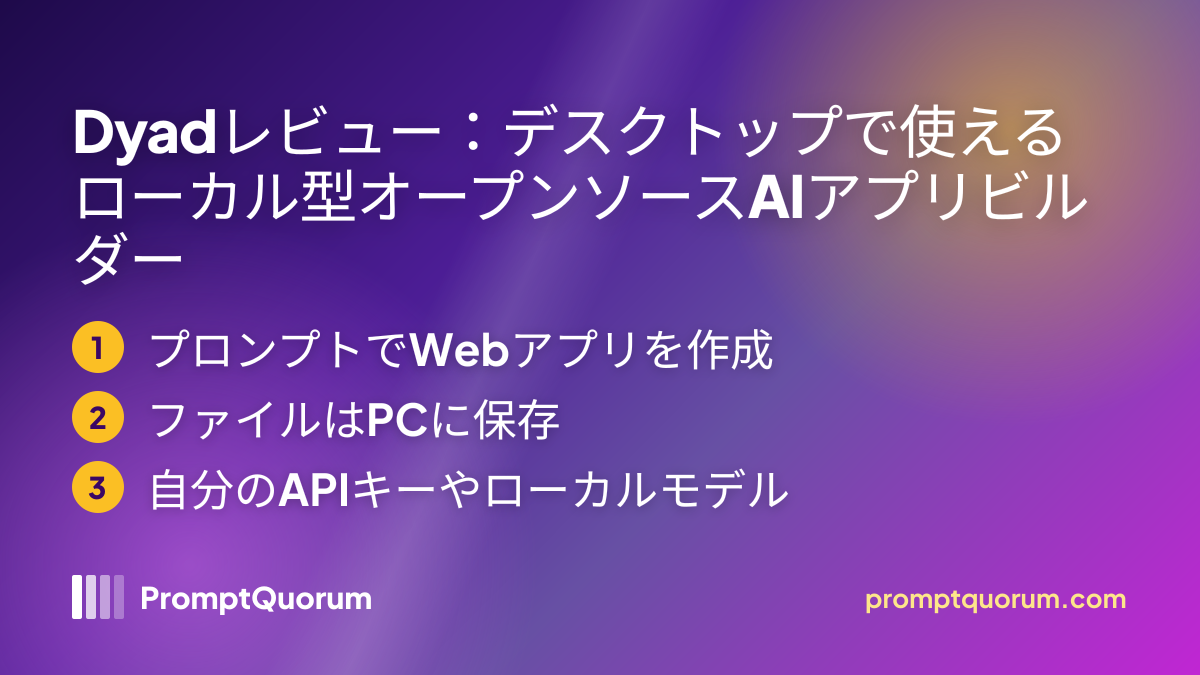 Dyadレビュー：デスクトップで使える
ローカル型オープンソースAIアプリビル
ダー
1 プロンプトでWebアプリを作成
2 ファイルはPCに保存
3 自分のAPIキーやローカルモデル
PromptQuorum
promptquorum.com